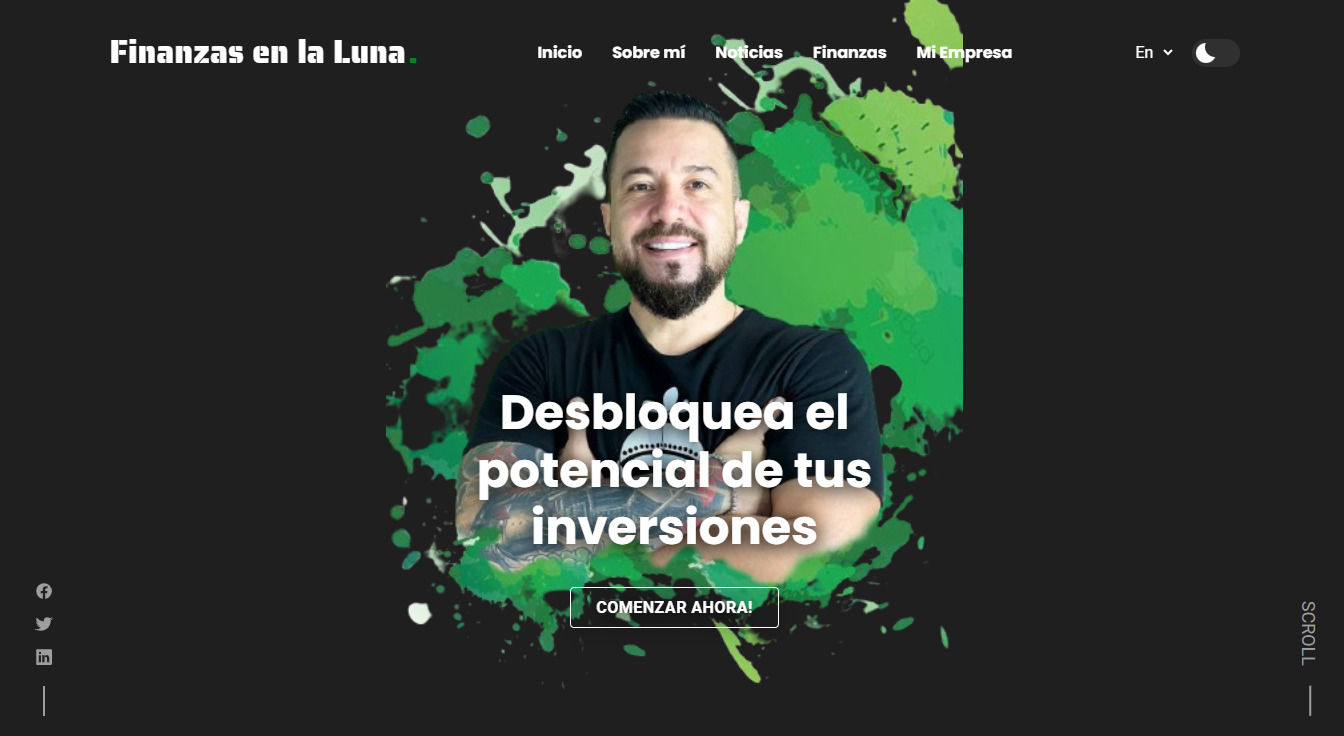 Finanzas en la Luna.
Inicio Sobre mí Noticias Finanzas Mi Empresa
En
Desbloquea el
potencial de tus
inversiones
COMENZAR AHORA!
SCROLL